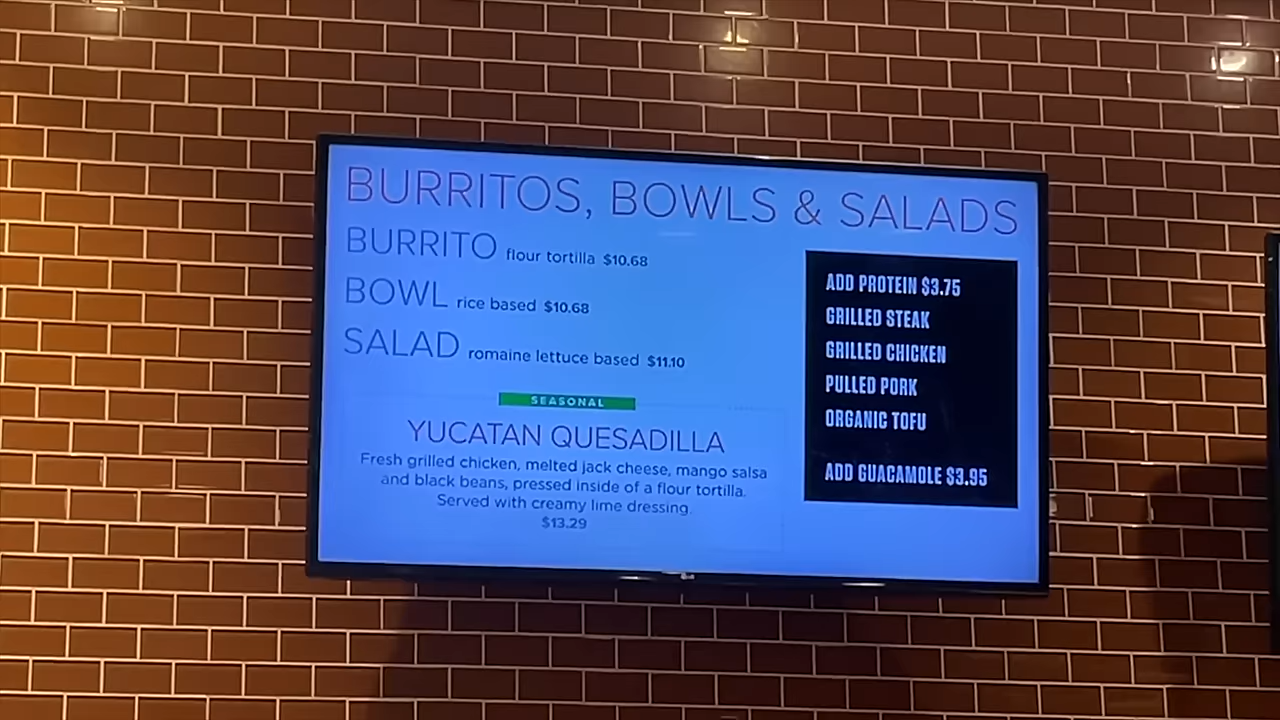 BURRITOS, BOWLS & SALADS
BURRITO flour tortilla $10.68
BOWL rice based $10.68
SALAD romaine lettuce based $11.10
SEASONAL
YUCATAN QUESADILLA
Fresh grilled chicken, melted jack cheese, mango salsa
and black beans, pressed inside of a flour tortilla.
Served with creamy lime dressing.
$13.29
ADD PROTEIN $3.75
GRILLED STEAK
GRILLED CHICKEN
PULLED PORK
ORGANIC TOFU
ADD GUACAMOLE $3.95